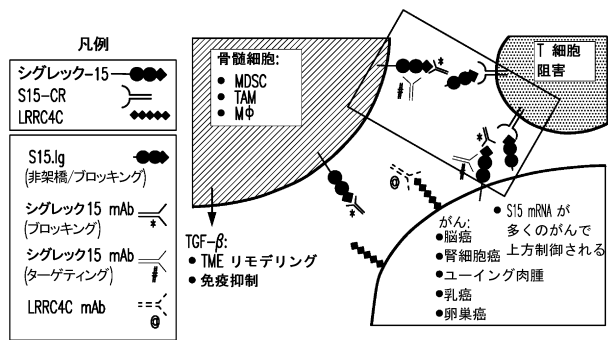 凡例
シグレック-15
S15-CR
LRRC4C
S15.Ig
(非架橋/ブロッキング)
シグレック15 mAb
(ブロッキング)
*
シグレック15 mAb
(ターゲティング)
#
LRRC4C mAb
@
骨髄細胞:
● MDSC
● TAM
● MΦ
*
#
T 細胞
阻害
*
#
*
@
TGF-β:
● TME リモデリング
● 免疫抑制
がん:
●脳癌
●腎細胞癌
●ユーイング肉腫
●乳癌
●卵巣癌
● S15 mRNA が
多くのがんで
上方制御される